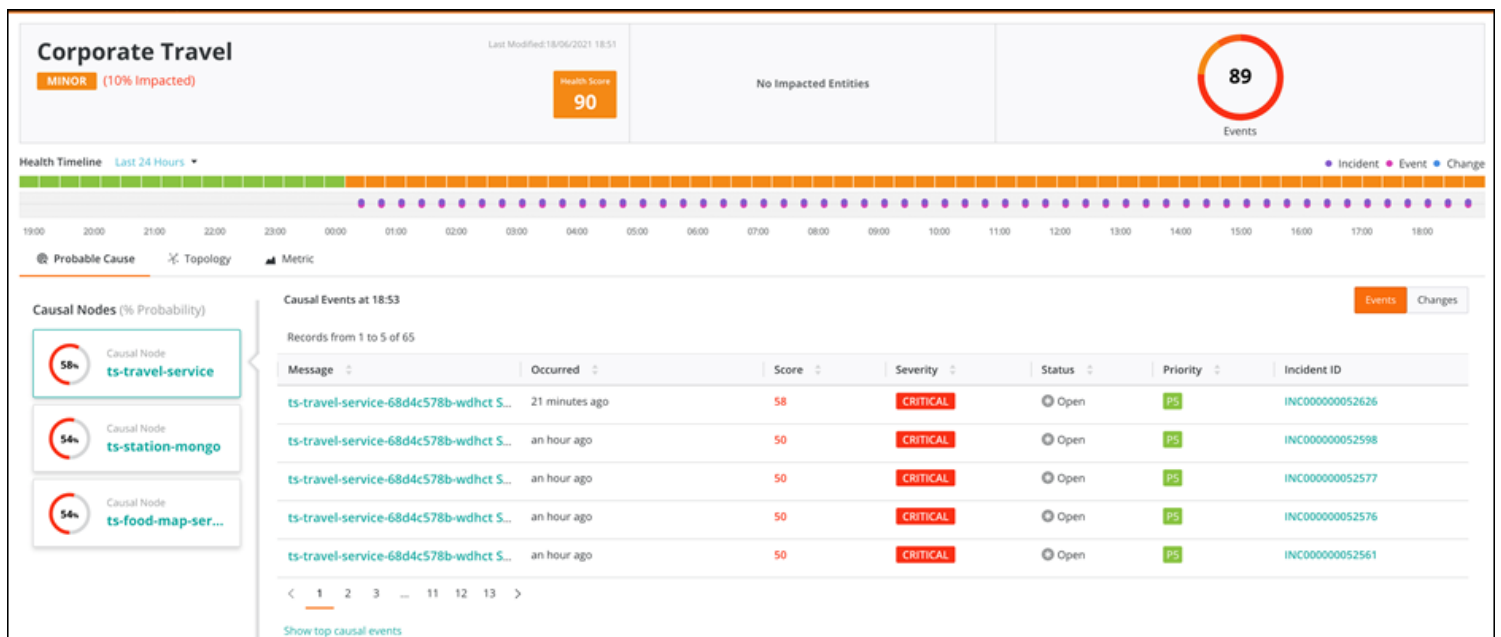 Corporate Travel
Last Modified:18/06/2021 18:51
MINOR (10% Impacted)
Health Score
90
No Impacted Entities
89
Events
Health Timeline Last 24 Hours
Incident Event Change
19:00 20:00 21:00 22:00 23:00 00:00 01:00 02:00 03:00 04:00 05:00 06:00 07:00 08:00 09:00 10:00 11:00 12:00 13:00 14:00 15:00 16:00 17:00 18:00
Probable Cause Topology Metric
Causal Nodes (% Probability)
58%
Causal Node
ts-travel-service
54%
Causal Node
ts-station-mongo
54%
Causal Node
ts-food-map-ser...
Causal Events at 18:53
Events Changes
Records from 1 to 5 of 65
Message Occurred Score Severity Status Priority Incident ID
ts-travel-service-68d4c578b-wdhct S... 21 minutes ago 58 CRITICAL Open P5 INC000000052626
ts-travel-service-68d4c578b-wdhct S... an hour ago 50 CRITICAL Open P5 INC000000052598
ts-travel-service-68d4c578b-wdhct S... an hour ago 50 CRITICAL Open P5 INC000000052577
ts-travel-service-68d4c578b-wdhct S... an hour ago 50 CRITICAL Open P5 INC000000052576
ts-travel-service-68d4c578b-wdhct S... an hour ago 50 CRITICAL Open P5 INC000000052561
< 1 2 3 ... 11 12 13 >
Show top causal events